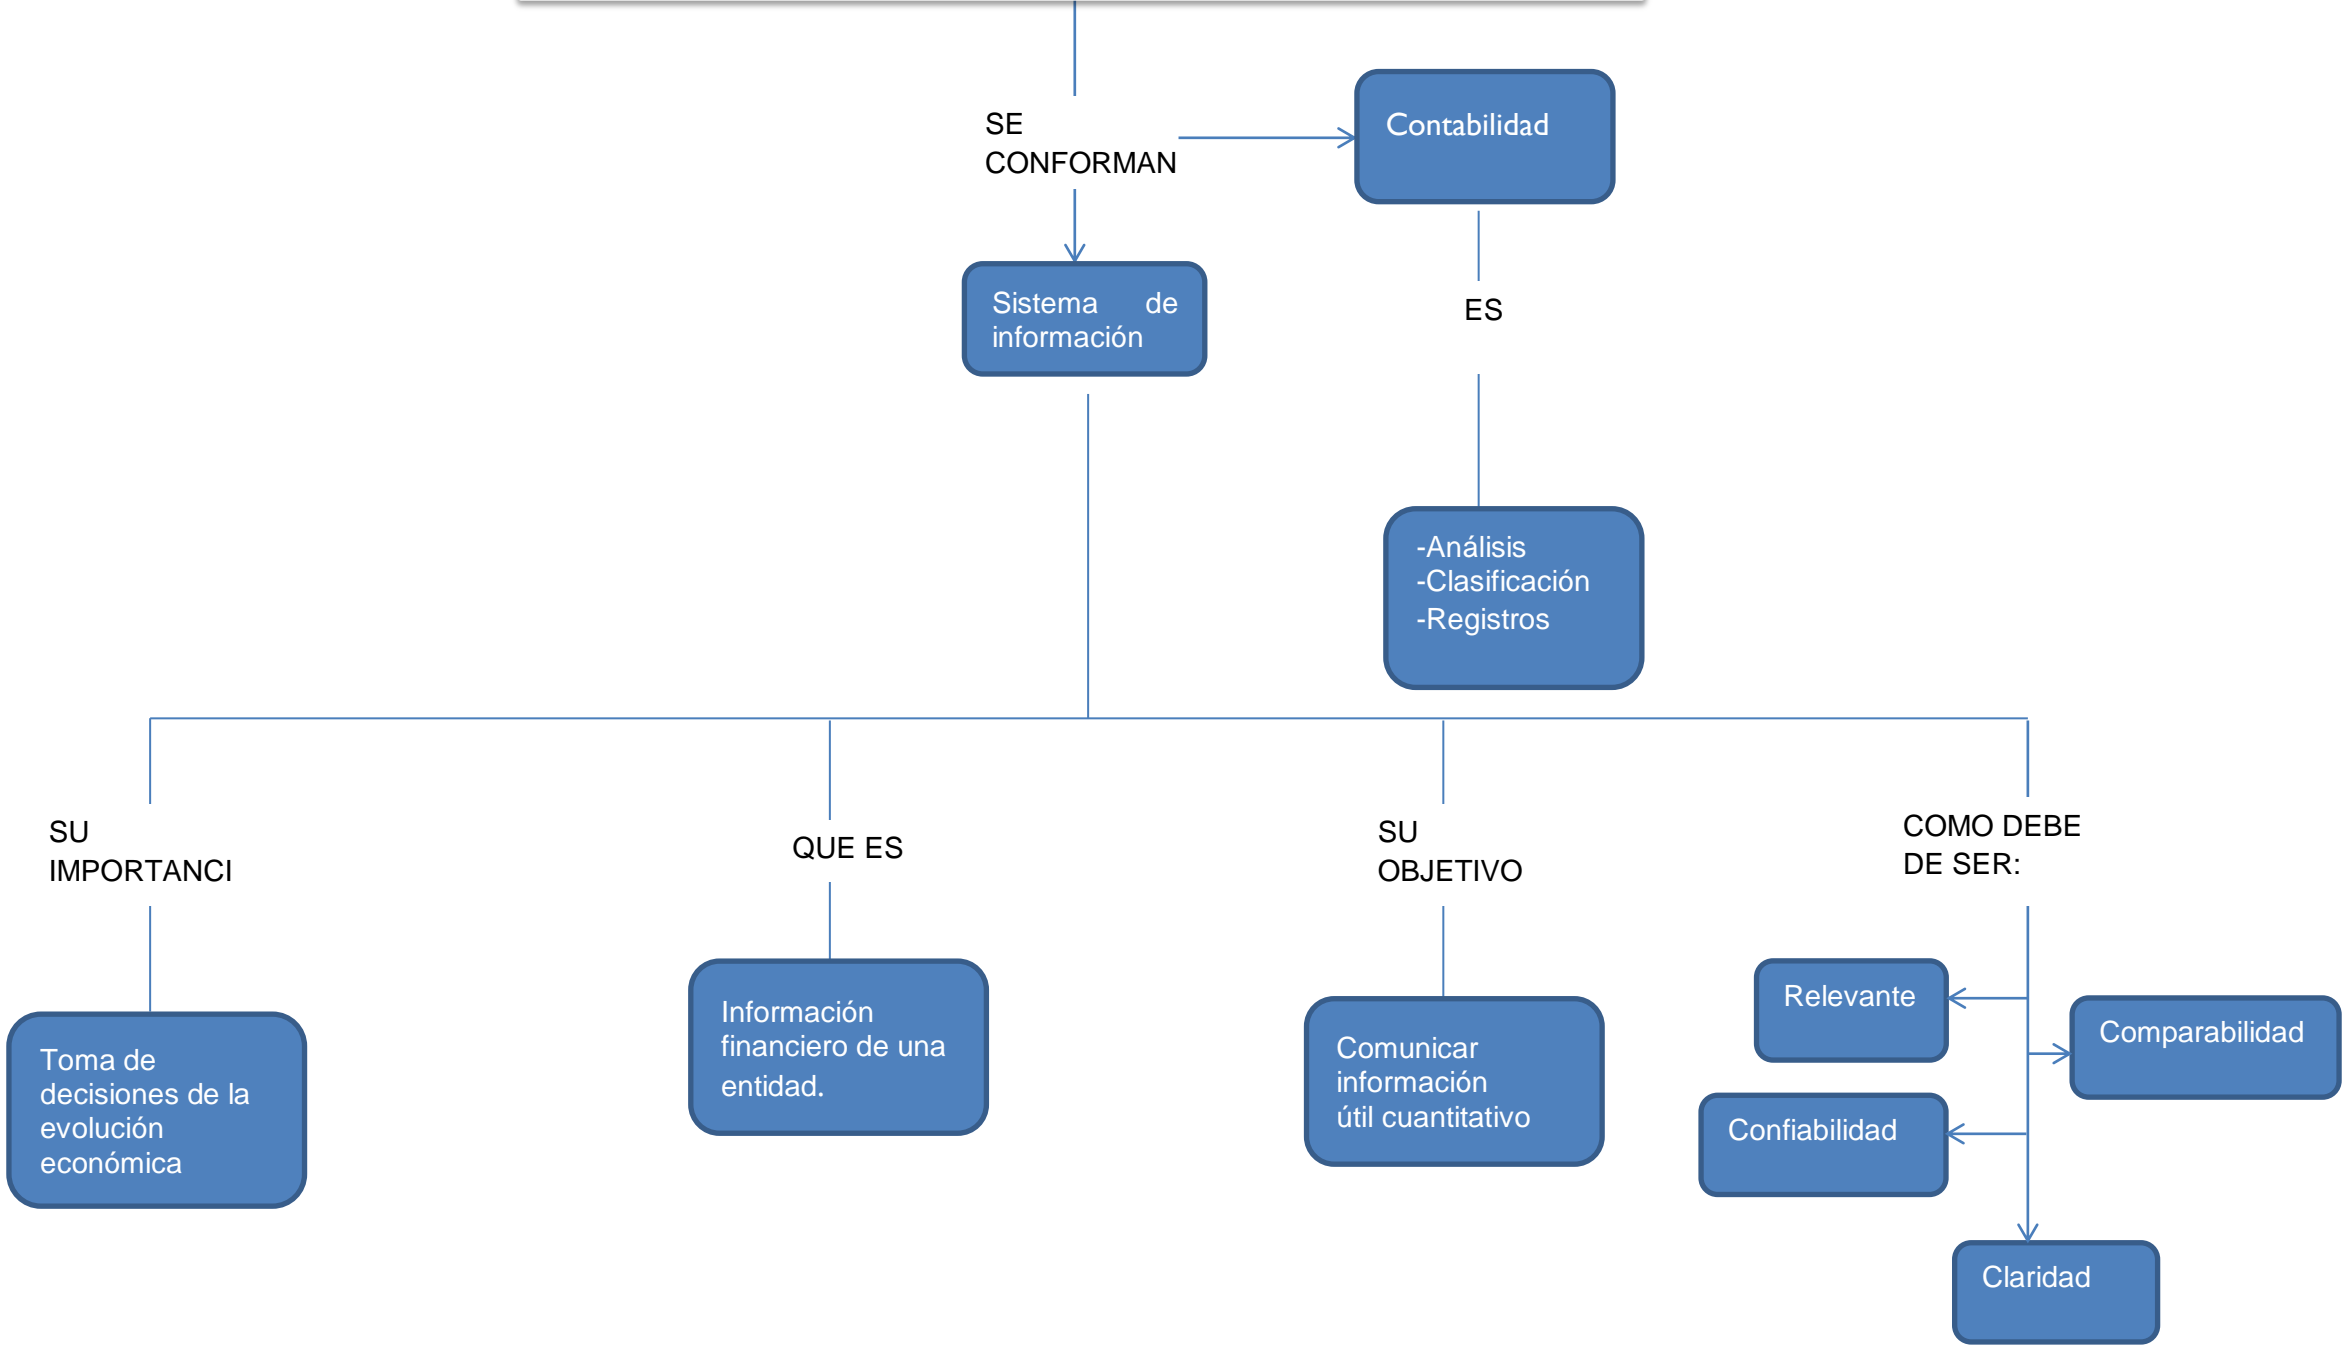 SE
CONFORMAN
Contabilidad
Sistema de
información
ES
-Análisis
-Clasificación
-Registros
SU
IMPORTANCI
QUE ES
SU
OBJETIVO
COMO DEBE
DE SER:
Toma de
decisiones de la
evolución
económica
Información
financiero de una
entidad.
Comunicar
información
útil cuantitativo
Relevante
Comparabilidad
Confiabilidad
Claridad